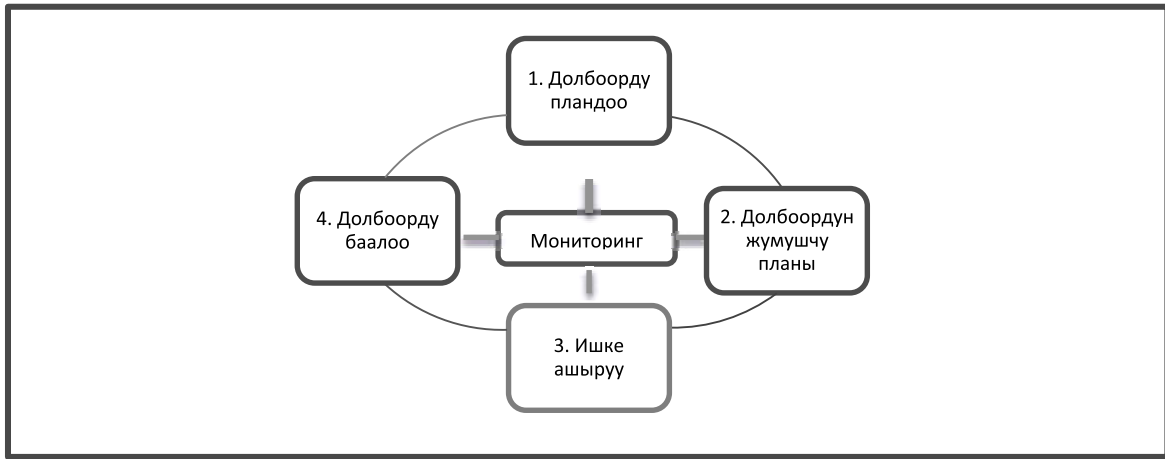 1. Долбоорду
пландоо
4. Долбоорду
баалоо
Мониторинг
2. Долбоордун
жумушчу
планы
3. Ишке
ашыруу